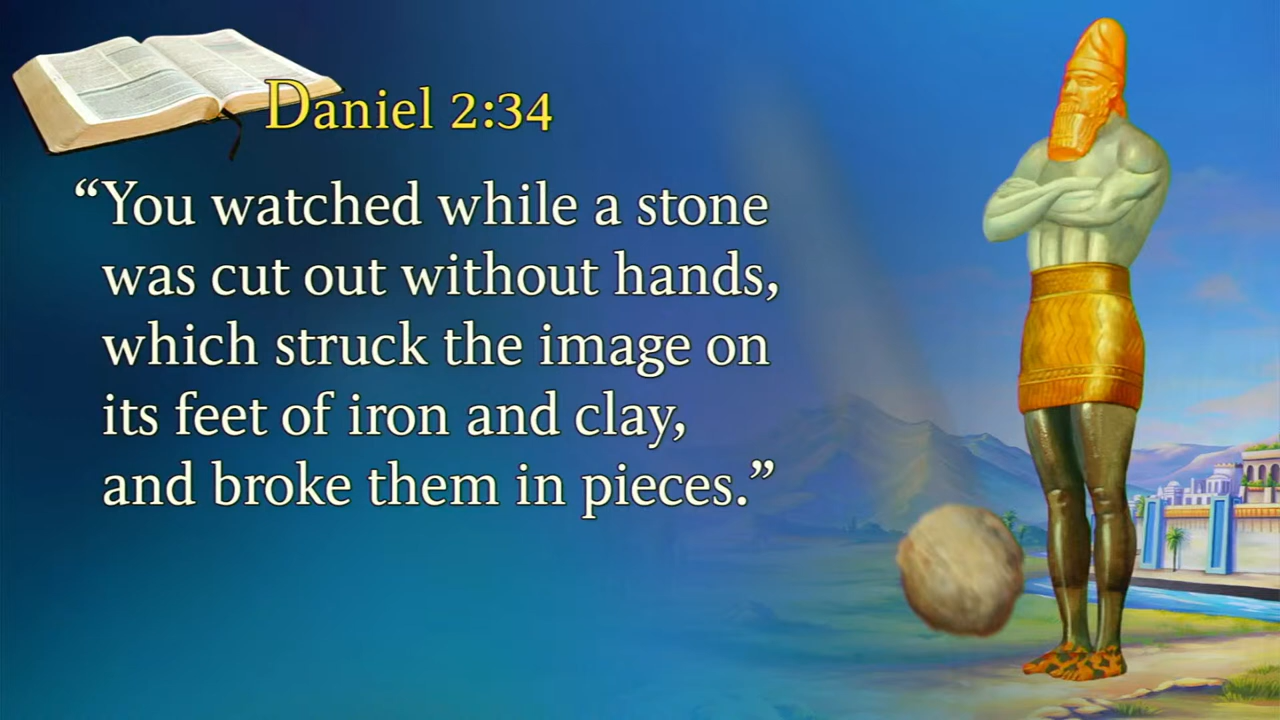 Daniel 2:34
“You watched while a stone
was cut out without hands,
which struck the image on
its feet of iron and clay,
and broke them in pieces.”